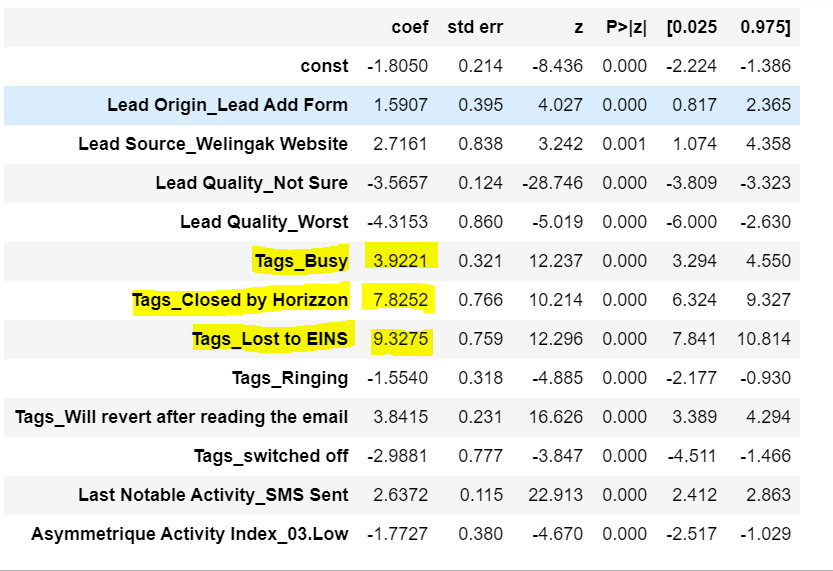 coef std err z P>|z| [0.025 0.975]
const -1.8050 0.214 -8.436 0.000 -2.224 -1.386
Lead Origin_Lead Add Form 1.5907 0.395 4.027 0.000 0.817 2.365
Lead Source_Welingak Website 2.7161 0.838 3.242 0.001 1.074 4.358
Lead Quality_Not Sure -3.5657 0.124 -28.746 0.000 -3.809 -3.323
Lead Quality_Worst -4.3153 0.860 -5.019 0.000 -6.000 -2.630
Tags_Busy 3.9221 0.321 12.237 0.000 3.294 4.550
Tags_Closed by Horizzon 7.8252 0.766 10.214 0.000 6.324 9.327
Tags_Lost to EINS 9.3275 0.759 12.296 0.000 7.841 10.814
Tags_Ringing -1.5540 0.318 -4.885 0.000 -2.177 -0.930
Tags_Will revert after reading the email 3.8415 0.231 16.626 0.000 3.389 4.294
Tags_switched off -2.9881 0.777 -3.847 0.000 -4.511 -1.466
Last Notable Activity_SMS Sent 2.6372 0.115 22.913 0.000 2.412 2.863
Asymmetrique Activity Index_03.Low -1.7727 0.380 -4.670 0.000 -2.517 -1.029